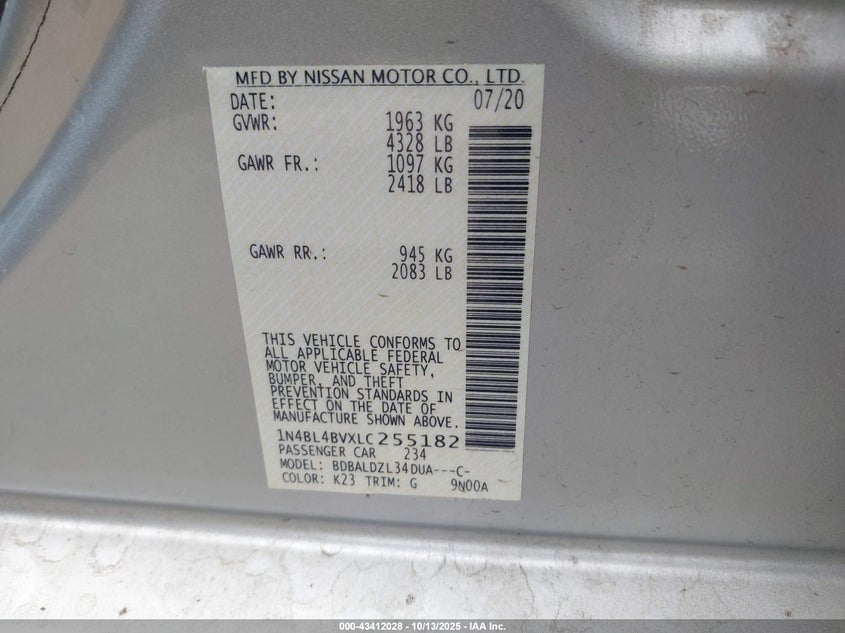 MFD BY NISSAN MOTOR CO., LTD.
DATE: 07/20
GVWR: 1963 KG
4328 LB
GAWR FR.: 1097 KG
2418 LB
GAWR RR.: 945 KG
2083 LB
THIS VEHICLE CONFORMS TO
ALL APPLICABLE FEDERAL
MOTOR VEHICLE SAFETY,
BUMPER, AND THEFT
PREVENTION STANDARDS IN
EFFECT ON THE DATE OF
MANUFACTURE SHOWN ABOVE.
1N4BL4BVXLC255182
PASSENGER CAR 234
MODEL: BDBALDZL34DUA---C-
COLOR: K23 TRIM: G 9N00A
000-43412028 - 10/13/2025 - IAA Inc.